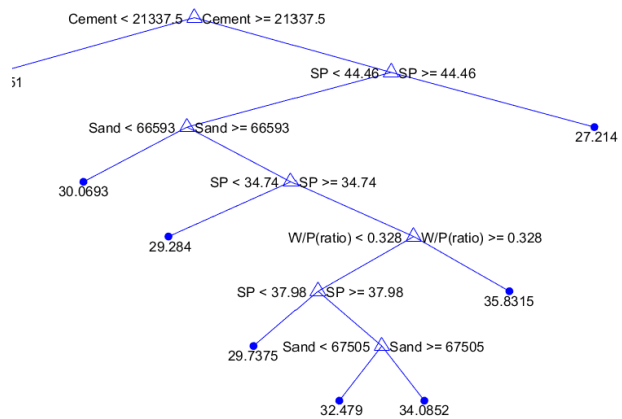 Cement < 21337.5 Cement >= 21337.5
51
SP < 44.46 SP >= 44.46
Sand < 66593 Sand >= 66593
27.214
30.0693
SP < 34.74 SP >= 34.74
29.284
W/P(ratio) < 0.328 W/P(ratio) >= 0.328
SP < 37.98 SP >= 37.98
35.8315
29.7375
Sand < 67505 Sand >= 67505
32.479
34.0852